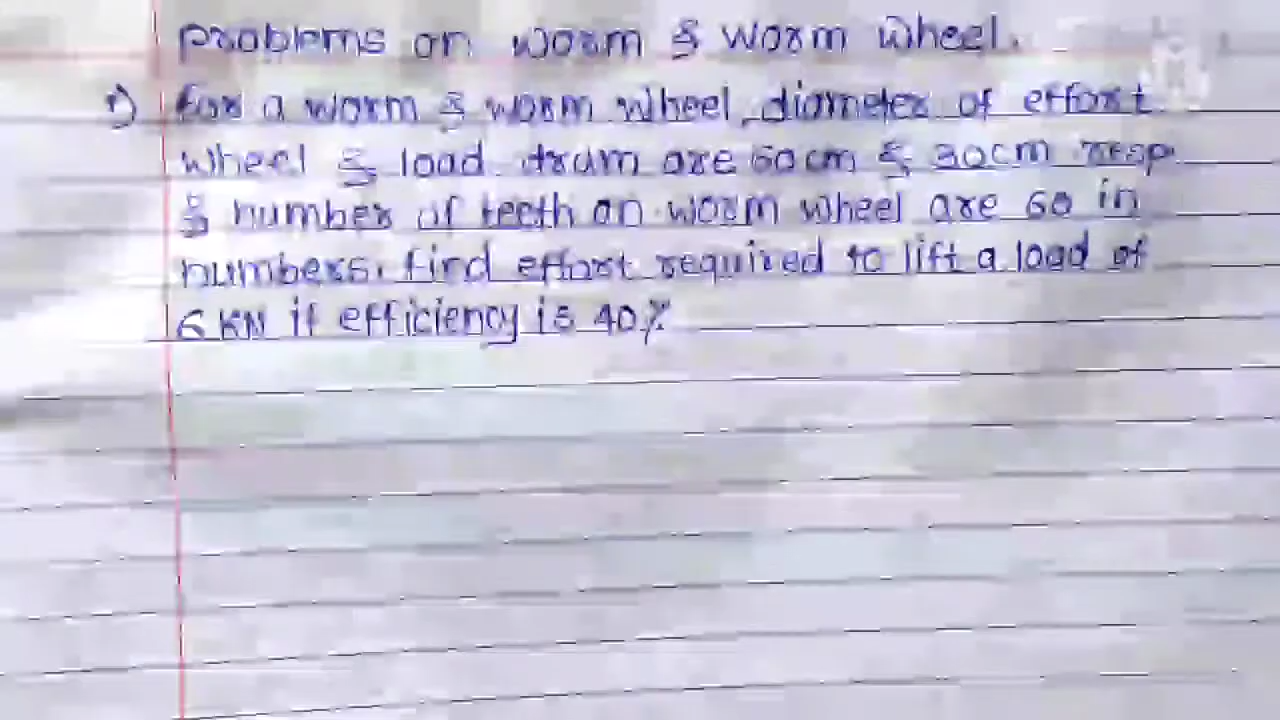 problems on worm & worm wheel.
1) For a worm & worm wheel, diameter of effort
wheel & load drum are 60cm & 30cm resp.
& number of teeth on worm wheel are 60 in
numbers. find effort required to lift a load of
6 KN if efficiency is 40%